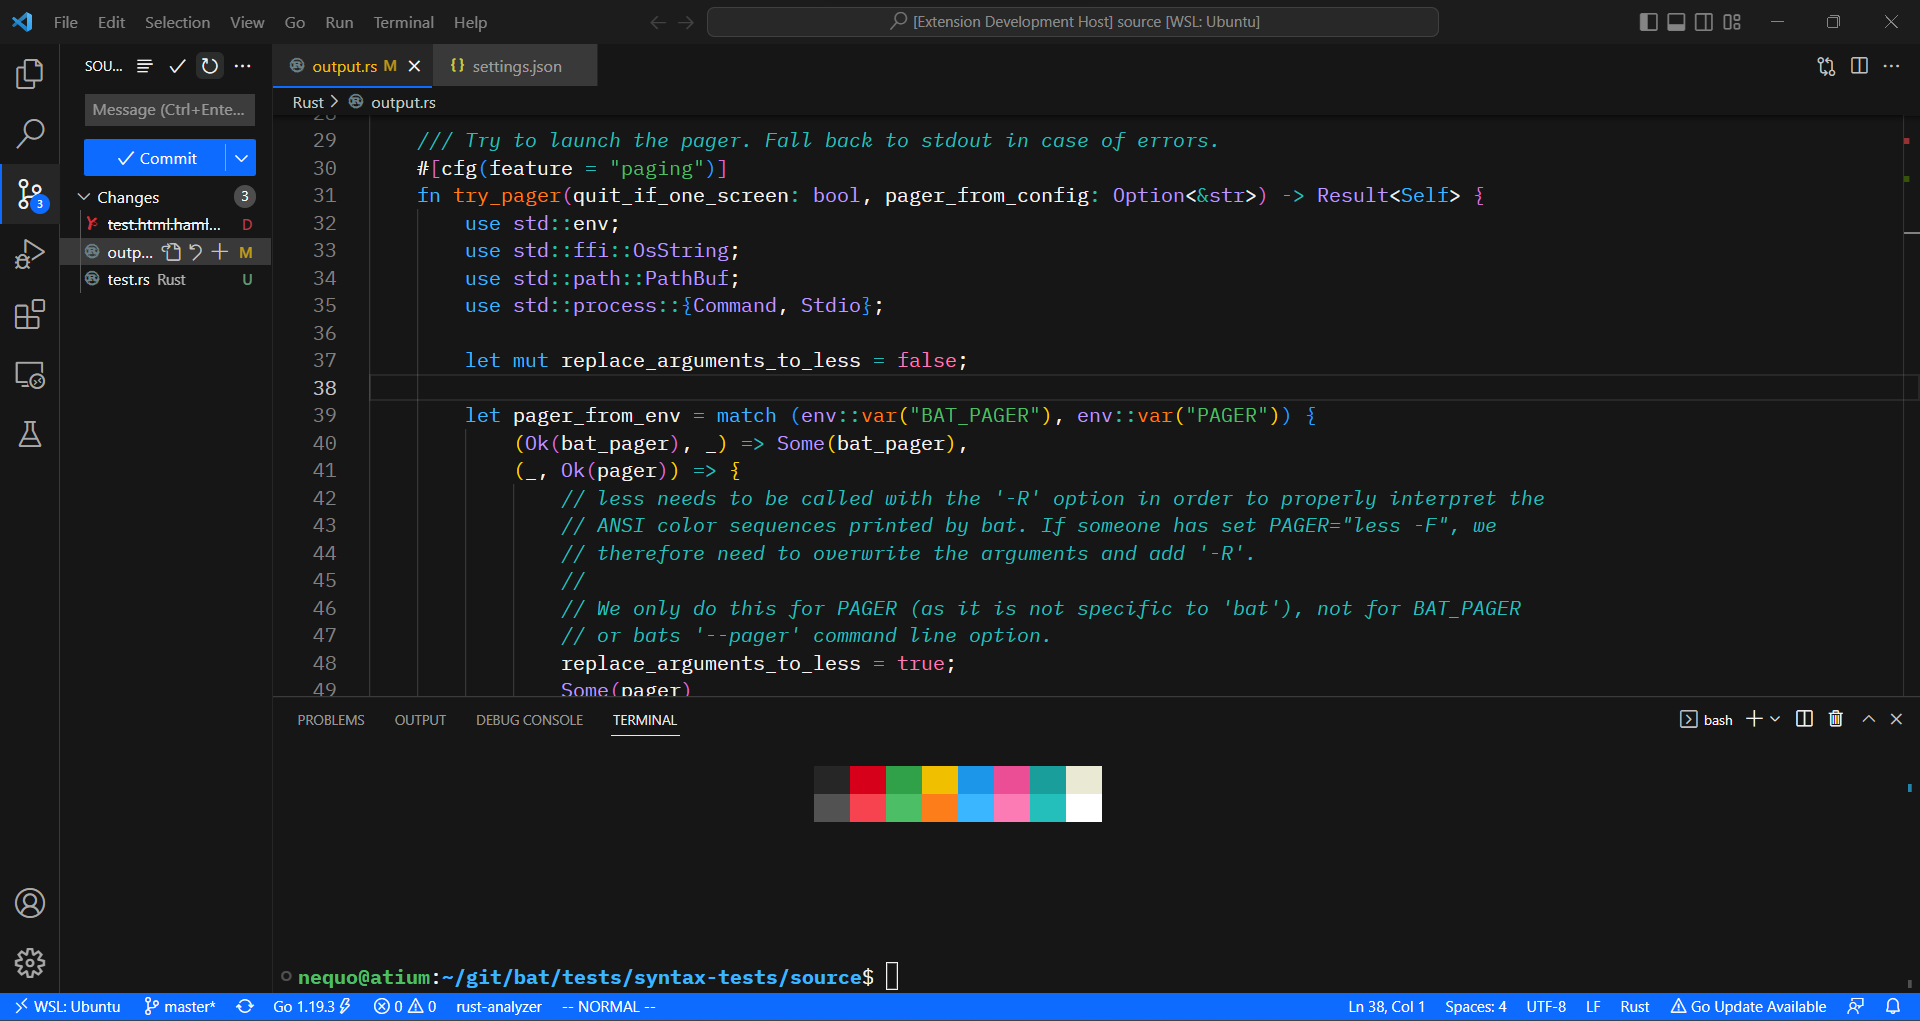 File Edit Selection View Go Run Terminal Help
[Extension Development Host] source [WSL: Ubuntu]
SOU...
output.rs M
settings.json
Message (Ctrl+Ente...
Rust > output.rs
Commit
Changes 3
test.html.haml... D
outp... M
test.rs Rust U
3
28
29 /// Try to launch the pager. Fall back to stdout in case of errors.
30 #[cfg(feature = "paging")]
31 fn try_pager(quit_if_one_screen: bool, pager_from_config: Option<&str>) -> Result<Self> {
32 use std::env;
33 use std::ffi::OsString;
34 use std::path::PathBuf;
35 use std::process::{Command, Stdio};
36
37 let mut replace_arguments_to_less = false;
38
39 let pager_from_env = match (env::var("BAT_PAGER"), env::var("PAGER")) {
40 (Ok(bat_pager), _) => Some(bat_pager),
41 (_, Ok(pager)) => {
42 // less needs to be called with the '-R' option in order to properly interpret the
43 // ANSI color sequences printed by bat. If someone has set PAGER="less -F", we
44 // therefore need to overwrite the arguments and add '-R'.
45 //
46 // We only do this for PAGER (as it is not specific to 'bat'), not for BAT_PAGER
47 // or bats '--pager' command line option.
48 replace_arguments_to_less = true;
49 Some(pager)
PROBLEMS OUTPUT DEBUG CONSOLE TERMINAL
bash
nequo@atium:~/git/bat/tests/syntax-tests/source$
WSL: Ubuntu master* Go 1.19.3 0 0 rust-analyzer -- NORMAL -- Ln 38, Col 1 Spaces: 4 UTF-8 LF Rust Go Update Available